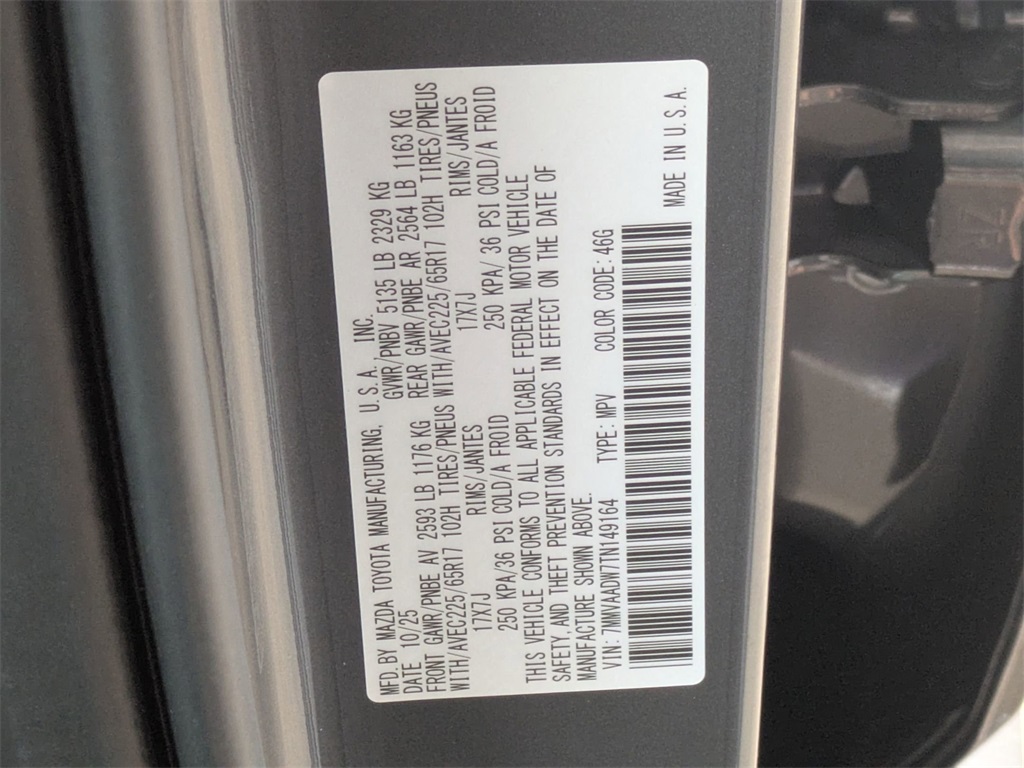 MFD. BY MAZDA TOYOTA MANUFACTURING, U.S.A., INC.
DATE 10/25 GVWR/PNBV 5135 LB 2329 KG
FRONT GAWR/PNBE AV 2593 LB 1176 KG REAR GAWR/PNBE AR 2564 LB 1163 KG
WITH/AVEC225/65R17 102H TIRES/PNEUS WITH/AVEC225/65R17 102H TIRES/PNEUS
17X7J RIMS/JANTES 17X7J RIMS/JANTES
250 KPA/36 PSI COLD/A FROID 250 KPA/ 36 PSI COLD/A FROID
THIS VEHICLE CONFORMS TO ALL APPLICABLE FEDERAL MOTOR VEHICLE
SAFETY, AND THEFT PREVENTION STANDARDS IN EFFECT ON THE DATE OF
MANUFACTURE SHOWN ABOVE.
VIN: 7MMVAADW7TN149164 TYPE: MPV COLOR CODE: 46G
MADE IN U.S.A.